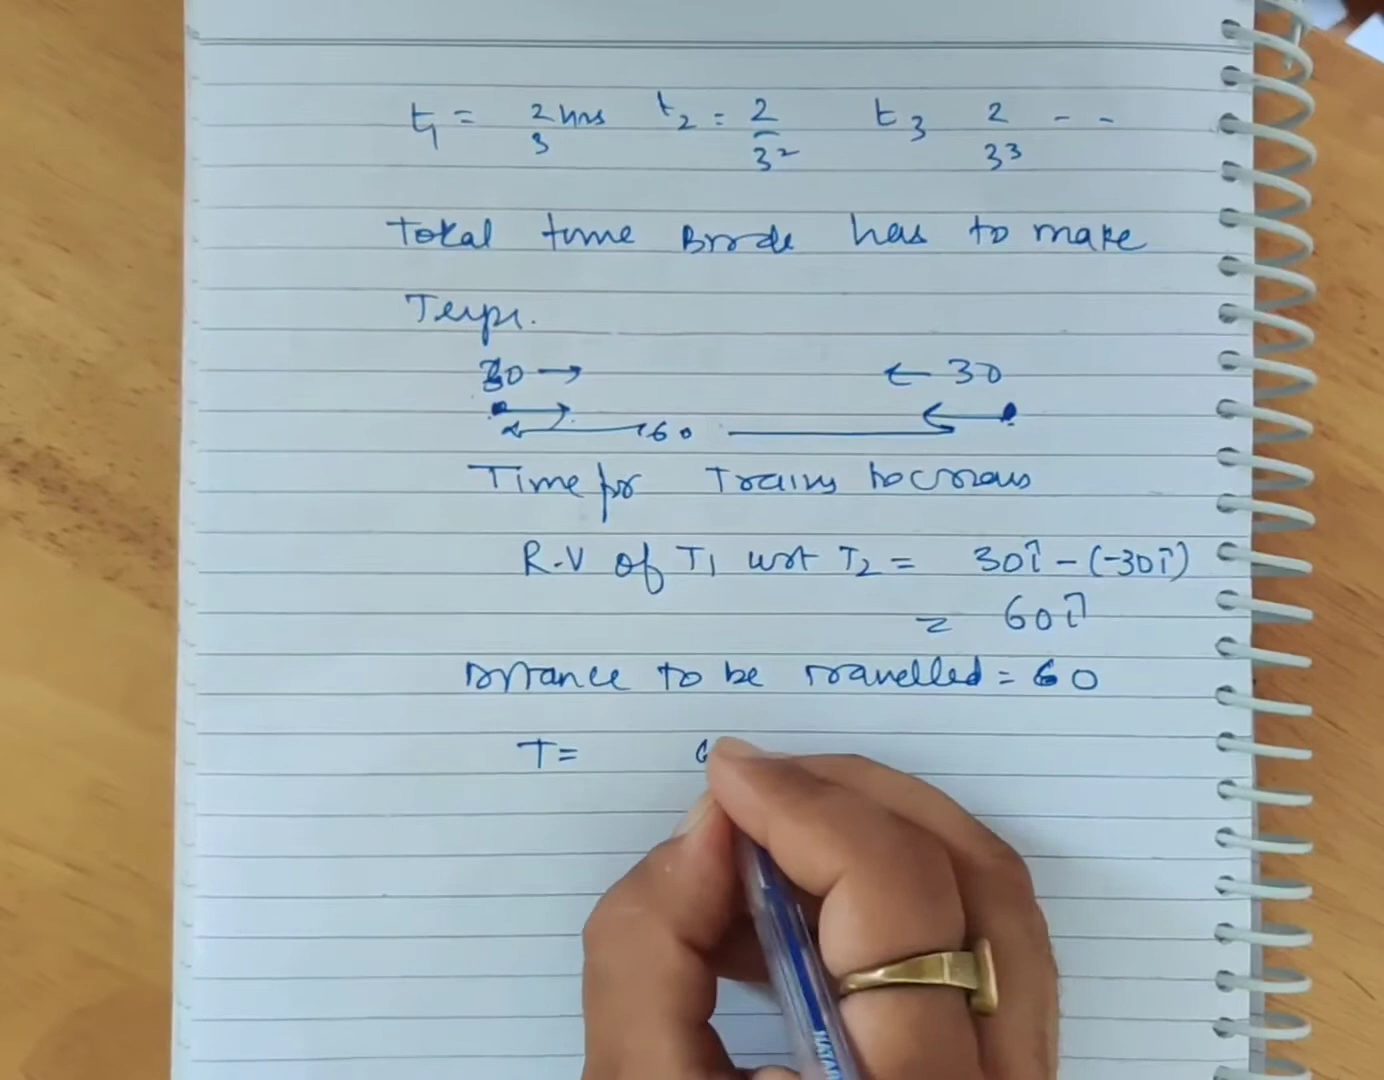 t1 = 2/3 hrs t2 = 2/3² t3 2/3³ - -
Total time Birde has to make
30 → ← 30
60
Time for Trains to cross
R.V of T1 wrt T2 = 30î - (-30î)
= 60î
Distance to be travelled = 60
T = 6